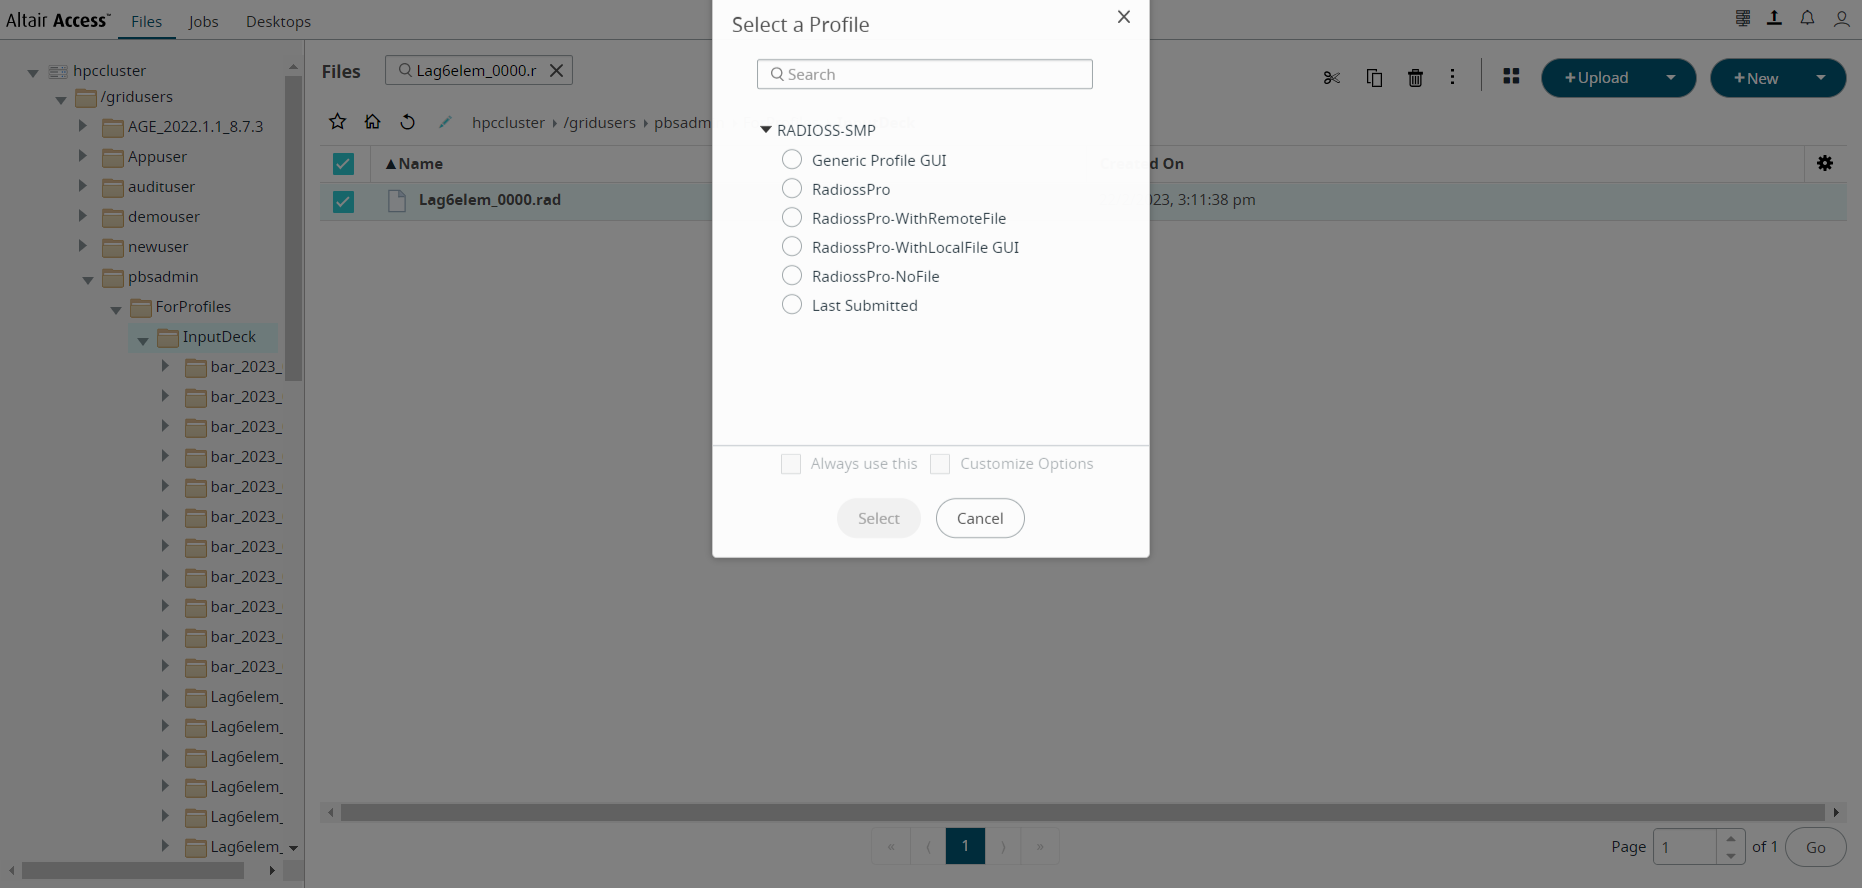 Altair Access™ Files Jobs Desktops
Select a Profile
hpccluster
/gridusers
AGE_2022.1.1_8.7.3
Appuser
audituser
demouser
newuser
pbsadmin
ForProfiles
InputDeck
bar_2023_
bar_2023_
bar_2023_
bar_2023_
bar_2023_
bar_2023_
bar_2023_
bar_2023_
bar_2023_
bar_2023_
bar_2023_
Lag6elem_
Lag6elem_
Lag6elem_
Lag6elem_
Lag6elem_
Lag6elem_
Files Lag6elem_0000.r
+Upload +New
hpccluster /gridusers pbsadm
Name On
Lag6elem_0000.rad 023, 3:11:38 pm
Search
RADIOSS-SMP
Generic Profile GUI
RadiossPro
RadiossPro-WithRemoteFile
RadiossPro-WithLocalFile GUI
RadiossPro-NoFile
Last Submitted
Always use this Customize Options
Select Cancel
« ⟨ 1 ⟩ »
Page 1 of 1 Go